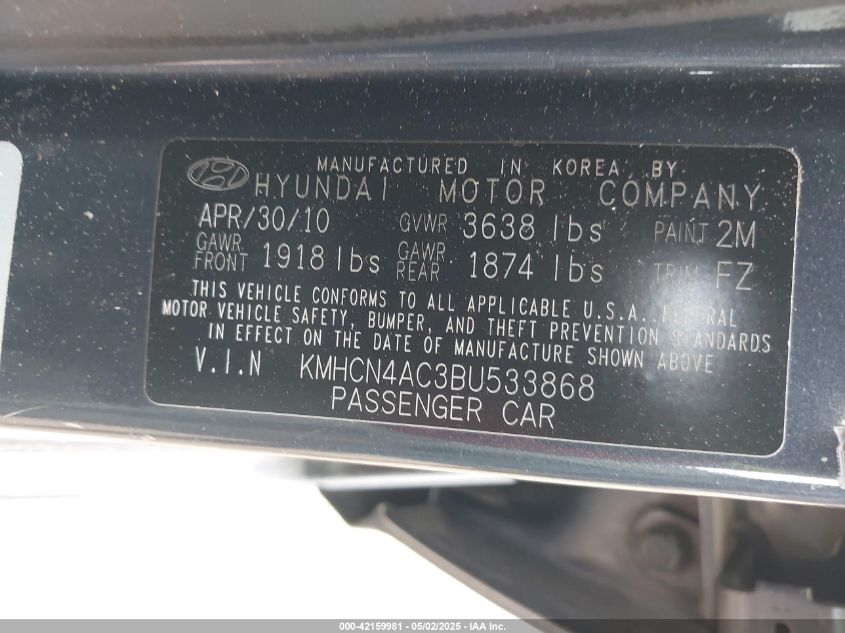 MANUFACTURED IN KOREA BY
HYUNDAI MOTOR COMPANY
APR/30/10 GVWR 3638 lbs PAINT 2M
GAWR FRONT 1918 lbs GAWR REAR 1874 lbs TRIM FZ
THIS VEHICLE CONFORMS TO ALL APPLICABLE U.S.A. FEDERAL
MOTOR VEHICLE SAFETY, BUMPER, AND THEFT PREVENTION STANDARDS
IN EFFECT ON THE DATE OF MANUFACTURE SHOWN ABOVE
V.I.N KMHCN4AC3BU533868
PASSENGER CAR
000-42159981 - 05/02/2025 - IAA Inc.